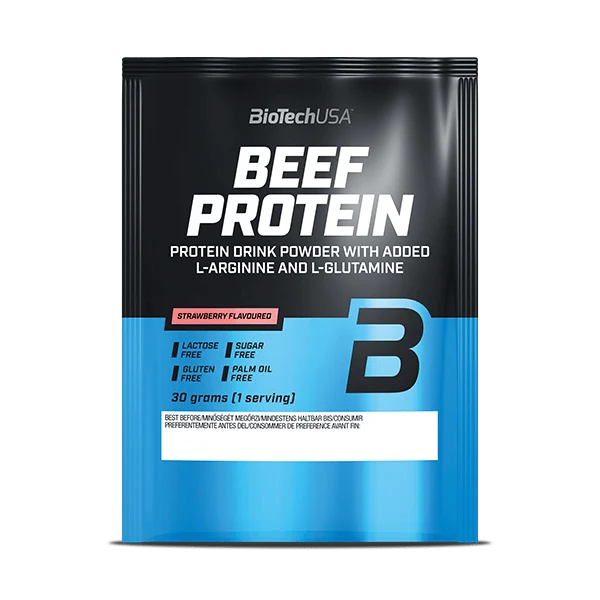 BioTechUSA™
BEEF
PROTEIN
PROTEIN DRINK POWDER WITH ADDED
L-ARGININE AND L-GLUTAMINE
STRAWBERRY FLAVOURED
LACTOSE
FREE
SUGAR
FREE
GLUTEN
FREE
PALM OIL
FREE
B
30 grams (1 serving)
BEST BEFORE/MINŐSÉGÉT MEGŐRZI/MINDESTENS HALTBAR BIS/CONSUMIR
PREFERENTEMENTE ANTES DEL/CONSOMMER DE PREFERENCE AVANT FIN: